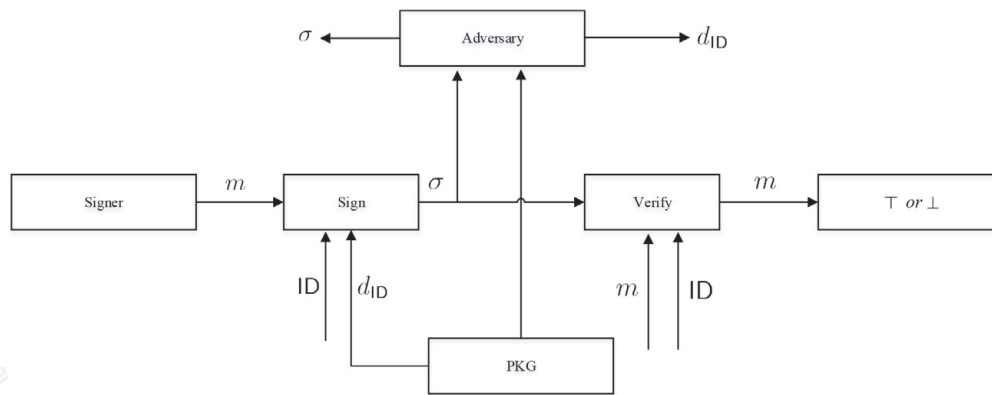 σ
Adversary
d_ID
Signer
m
Sign
σ
Verify
m
⊤ or ⊥
ID
d_ID
m
ID
PKG